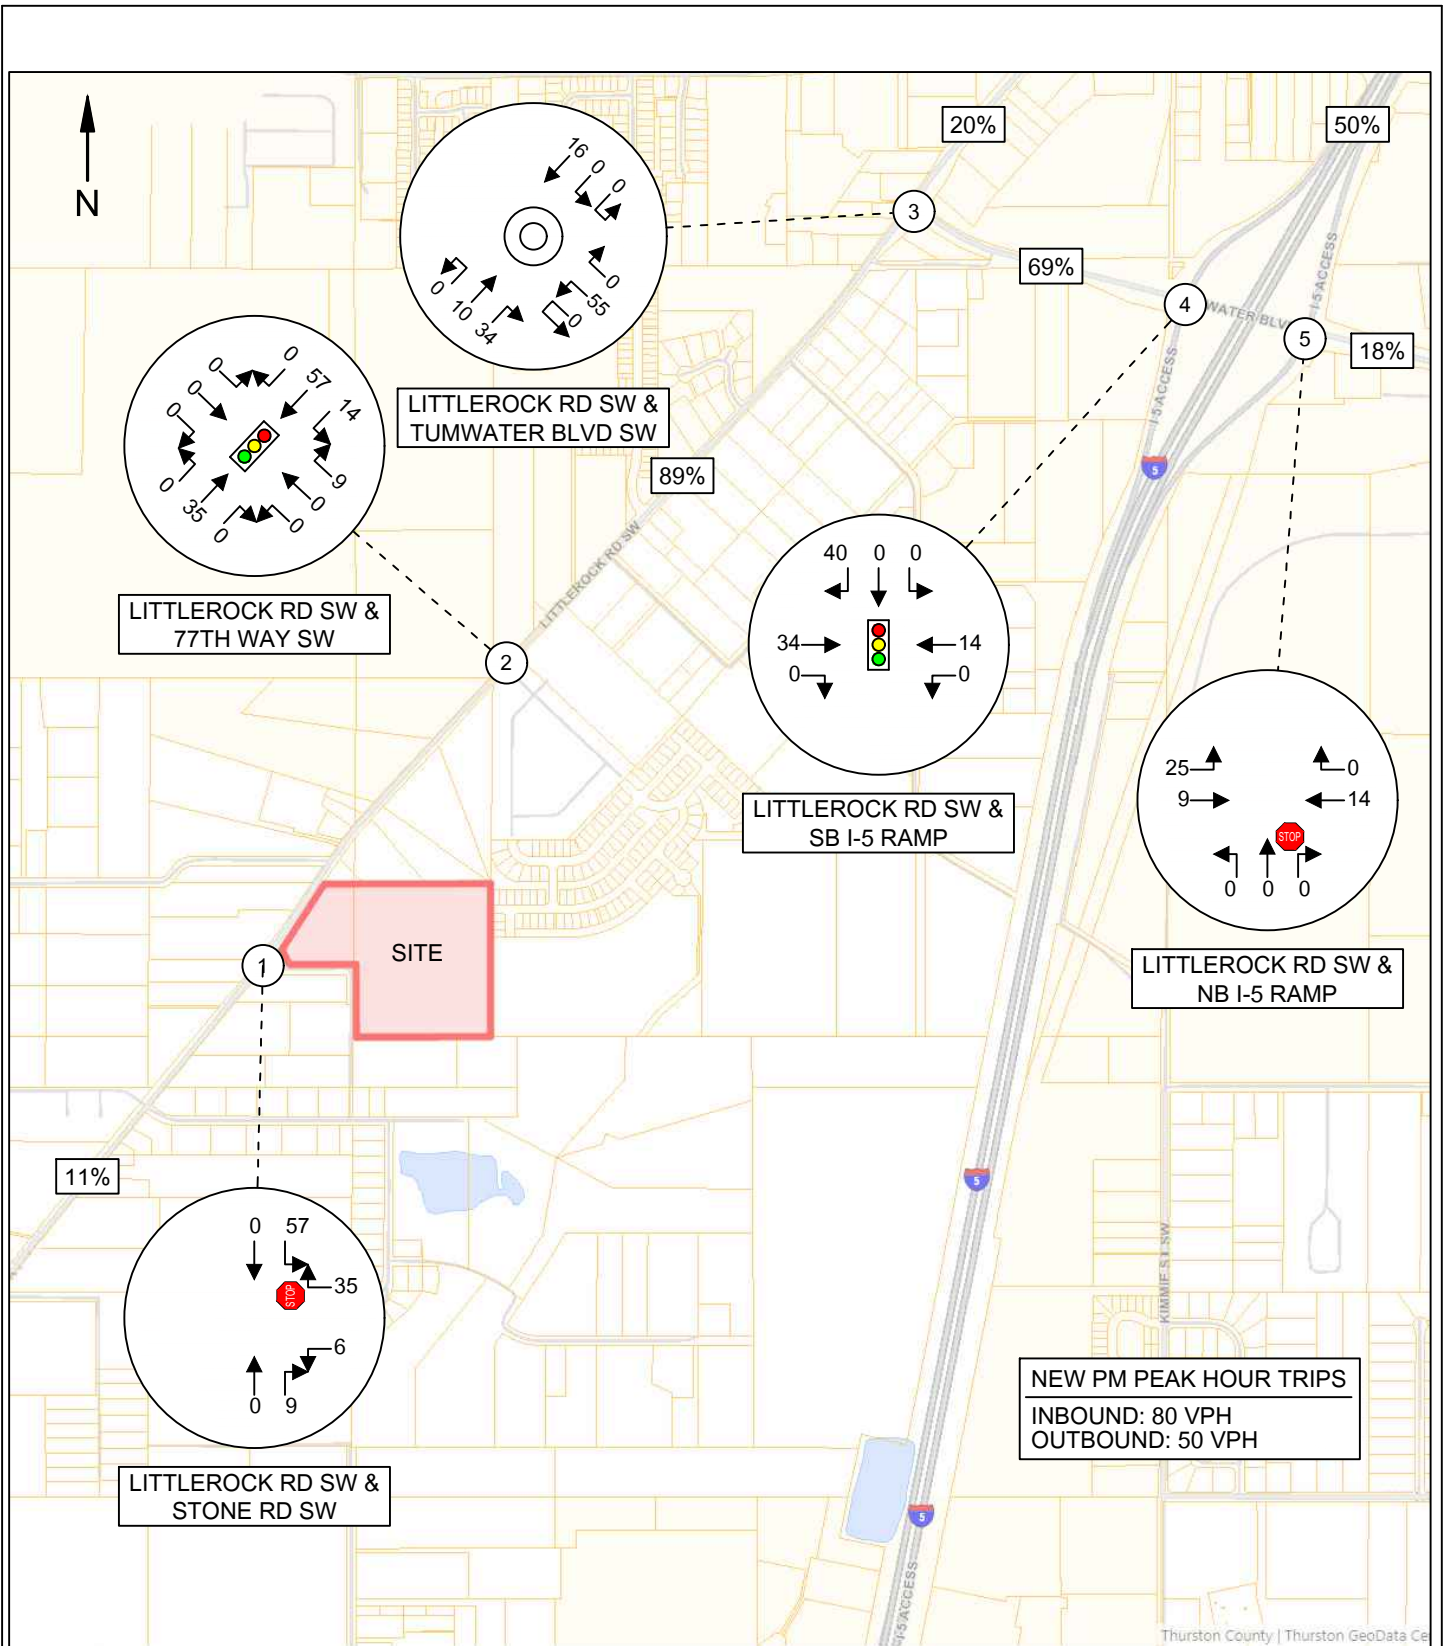 N
20%
50%
16 0 0
0
10
34
0
55
0
3
69%
I-5 ACCESS
4
WATER BLV
5
18%
LITTLEROCK RD SW &
TUMWATER BLVD SW
0 0 57 14
0
0
0
35
0
0
0
9
I-5 ACCESS
89%
5
LITTLEROCK RD SW
LITTLEROCK RD SW &
77TH WAY SW
2
40 0 0
34 14
0 0
LITTLEROCK RD SW &
SB I-5 RAMP
25 0
9 14
STOP
0 0 0
LITTLEROCK RD SW &
NB I-5 RAMP
SITE
1
11%
5
0 57
STOP
35
6
0 9
LITTLEROCK RD SW &
STONE RD SW
KIMMIE ST SW
NEW PM PEAK HOUR TRIPS
INBOUND: 80 VPH
OUTBOUND: 50 VPH
5
I-5 ACCESS
Thurston County | Thurston GeoData Ce